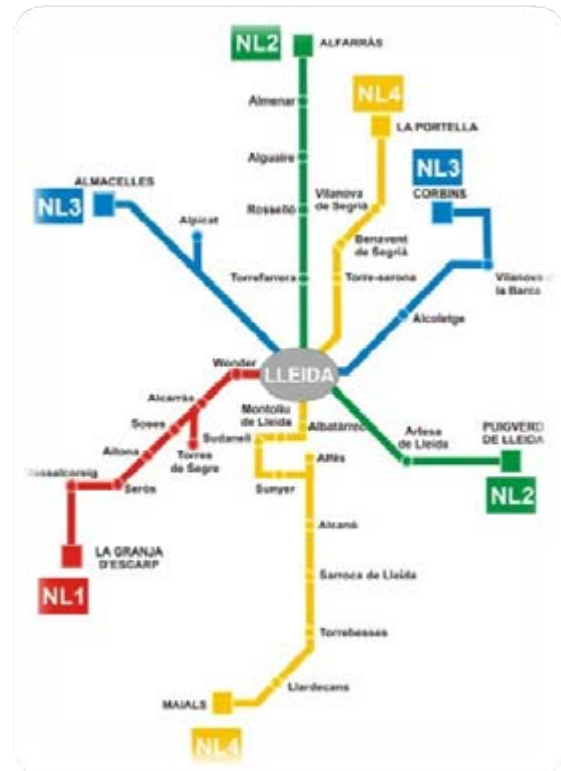 NL2
ALFARRÀS
Almenar
NL4
LA PORTELLA
Alguaire
NL3
CORBINS
ALMACELLES
NL3
Alpicat
Vilanova
de Segrià
Rosselló
Benavent
de Segrià
Torrefarrera
Torre-serona
Vilanova
la Barca
Alcoletge
Wonder
LLEIDA
Alcarràs
Montoliu
de Lleida
Albatàrrec
Soses
Sudanell
Artesa
de Lleida
PUIGVERD
DE LLEIDA
Aitona
Torres
de Segre
Alfés
Seròs
Sunyer
NL2
Alcanó
LA GRANJA
D'ESCARP
NL1
Sarroca de Lleida
Torrebesses
Llardecans
MAIALS
NL4